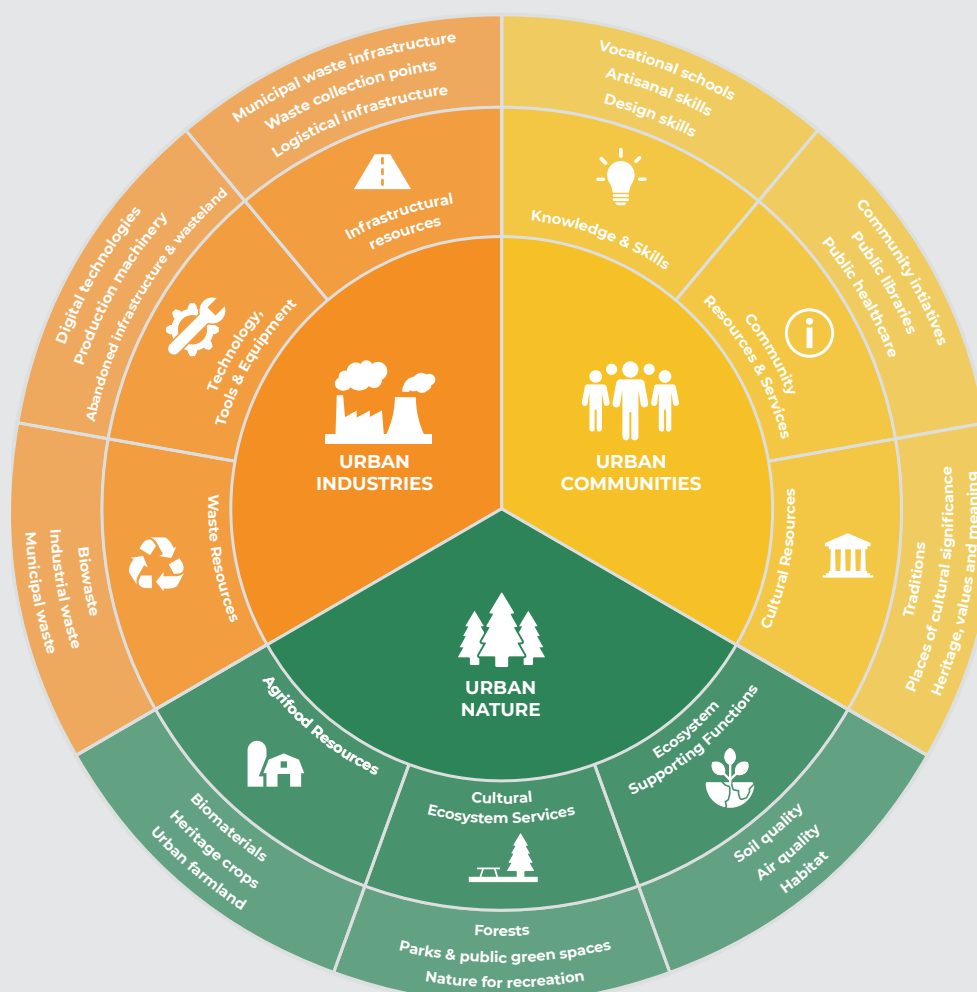 Municipal waste infrastructure
Waste collection points
Logistical infrastructure
Infrastructural
resources
Digital technologies
Production machinery
Abandoned infrastructure & wasteland
Technology,
Tools & Equipment
Municipal waste
Industrial waste
Biowaste
Waste Resources
URBAN
INDUSTRIES
Vocational schools
Artisanal skills
Design skills
Knowledge & Skills
Community Intiatives
Public libraries
Public healthcare
Community
Resources & Services
Traditions
Places of cultural significance
Heritage, values and meaning
Cultural Resources
URBAN
COMMUNITIES
URBAN
NATURE
Agrifood Resources
Biomaterials
Heritage crops
Urban farmland
Cultural
Ecosystem Services
Forests
Parks & public green spaces
Nature for recreation
Ecosystem
Supporting Functions
Soil quality
Air quality
Habitat